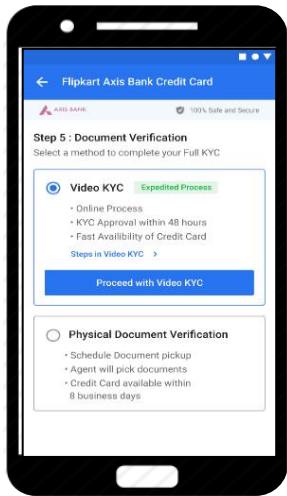 Flipkart Axis Bank Credit Card
AXIS BANK
100% Safe and Secure
Step 5 : Document Verification
Select a method to complete your Full KYC
Video KYC Expedited Process
• Online Process
• KYC Approval within 48 hours
• Fast Availibility of Credit Card
Steps in Video KYC >
Proceed with Video KYC
Physical Document Verification
• Schedule Document pickup
• Agent will pick documents
• Credit Card available within
8 business days